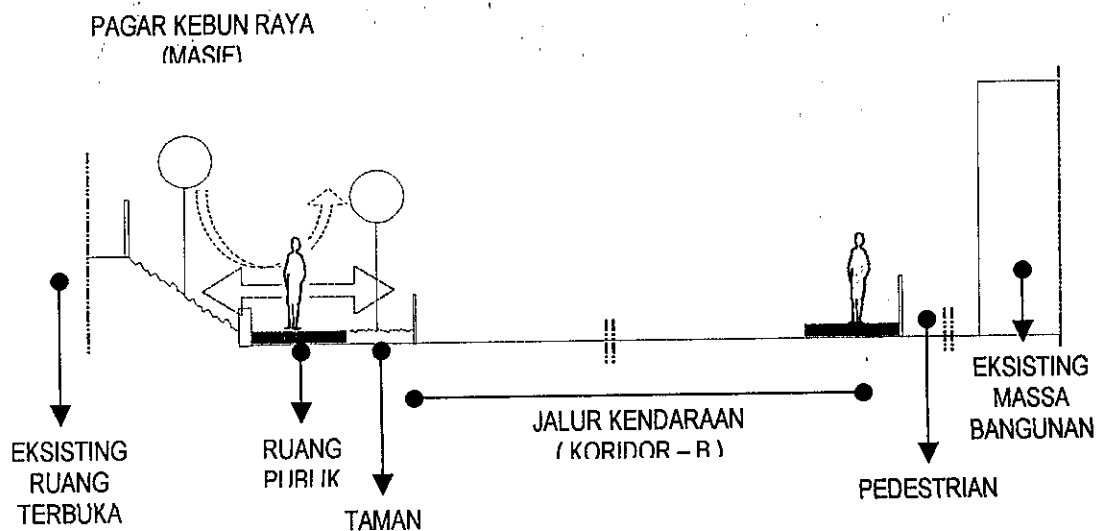 PAGAR KEBUN RAYA
(MASIF)
EKSISTING
RUANG
TERBUKA
RUANG
PUBLIK
TAMAN
JALUR KENDARAAN
( KORIDOR – B )
PEDESTRIAN
EKSISTING
MASSA
BANGUNAN